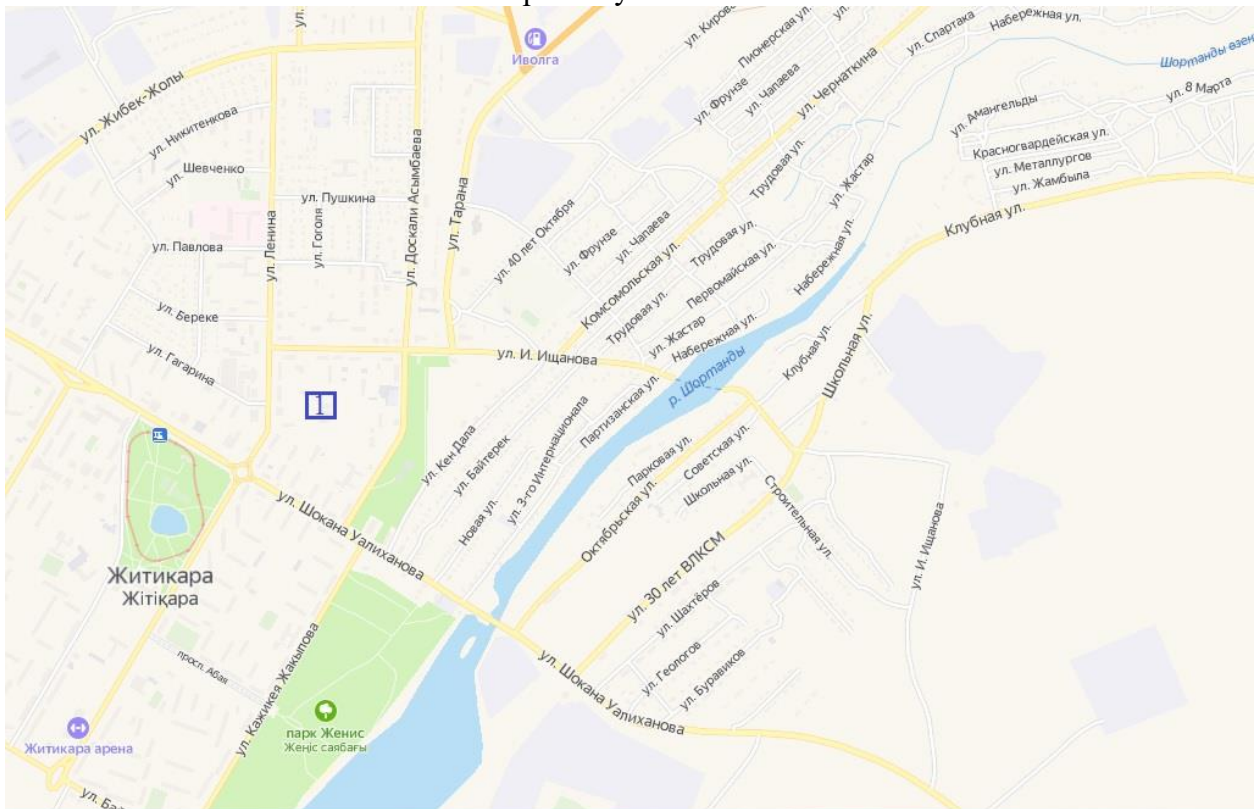 ул. Киров
Пионерская ул.
ул. Спартака
Набережная ул.
Шортанды өзен
Иволга
ул. Жибек-Жолы
ул. Никитенкова
ул. Фрунзе
ул. Чапаева
ул. Чернаткина
ул. Амангельды
ул. 8 Марта
Красногвардейская ул.
ул. Металлургов
ул. Жамбыла
ул. Шевченко
ул. Доскали Асымбаева
Трудовая ул.
ул. Жастар
ул. Пушкина
ул. Гоголя
ул. Тарана
ул. Ленина
ул. Павлова
ул. 40 лет Октября
ул. Фрунзе
ул. Чапаева
Трудовая ул.
Клубная ул.
Комсомольская ул.
Первомайская ул.
Набережная ул.
ул. Береке
Трудовая ул.
ул. Жастар
Набережная ул.
ул. Гагарина
ул. И. Ищанова
р. Шортанды
Клубная ул.
Школьная ул.
1
Партизанская ул.
ул. 3-го Интернационала
ул. Кен Дала
ул. Байтерек
Новая ул.
Парковая ул.
Советская ул.
Школьная ул.
Октябрьская ул.
Строительная ул.
ул. Шокана Уалиханова
ул. 30 лет ВЛКСМ
ул. И. Ищанова
Житикара
Жітіқара
ул. Шахтёров
ул. Геологов
ул. Буравиков
ул. Шокана Уалиханова
просп. Абая
ул. Кажикея Жакыпова
парк Женис
Жеңіс саябағы
Житикара арена
ул. Ба